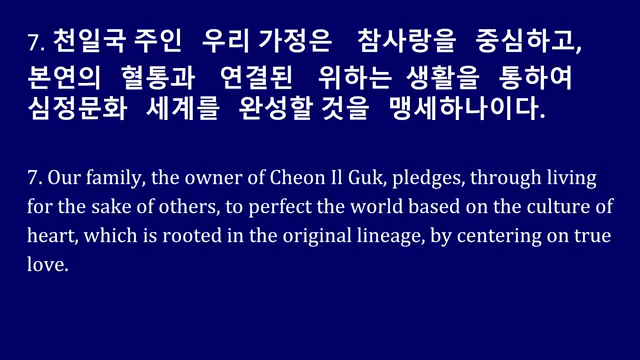 7. 천일국 주인 우리 가정은 참사랑을 중심하고,
본연의 혈통과 연결된 위하는 생활을 통하여
심정문화 세계를 완성할 것을 맹세하나이다.
7. Our family, the owner of Cheon Il Guk, pledges, through living
for the sake of others, to perfect the world based on the culture of
heart, which is rooted in the original lineage, by centering on true
love.